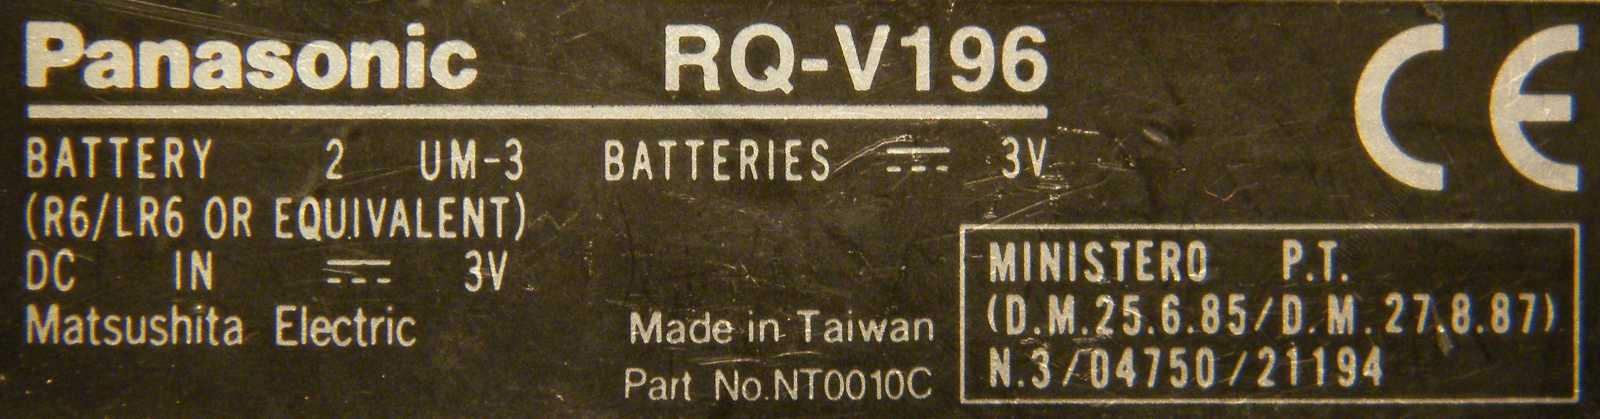 Panasonic RQ-V196
CE
BATTERY 2 UM-3 BATTERIES ⎓ 3V
(R6/LR6 OR EQUIVALENT)
DC IN ⎓ 3V
Matsushita Electric
Made in Taiwan
Part No.NT0010C
MINISTERO P.T.
(D.M.25.6.85/D.M.27.8.87)
N.3/04750/21194